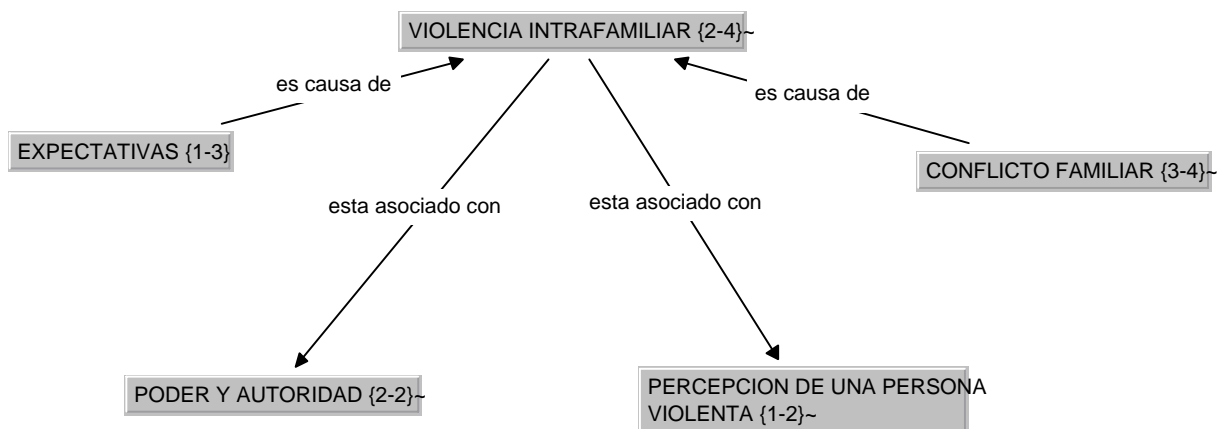 VIOLENCIA INTRAFAMILIAR {2-4}~
es causa de
es causa de
EXPECTATIVAS {1-3}
CONFLICTO FAMILIAR {3-4}~
esta asociado con
esta asociado con
PODER Y AUTORIDAD {2-2}~
PERCEPCION DE UNA PERSONA
VIOLENTA {1-2}~